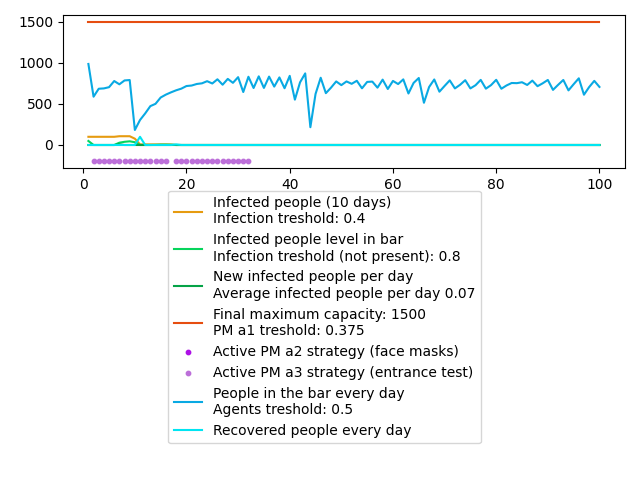 1500
1000
500
0
0 20 40 60 80 100
Infected people (10 days)
Infection treshold: 0.4
Infected people level in bar
Infection treshold (not present): 0.8
New infected people per day
Average infected people per day 0.07
Final maximum capacity: 1500
PM a1 treshold: 0.375
Active PM a2 strategy (face masks)
Active PM a3 strategy (entrance test)
People in the bar every day
Agents treshold: 0.5
Recovered people every day